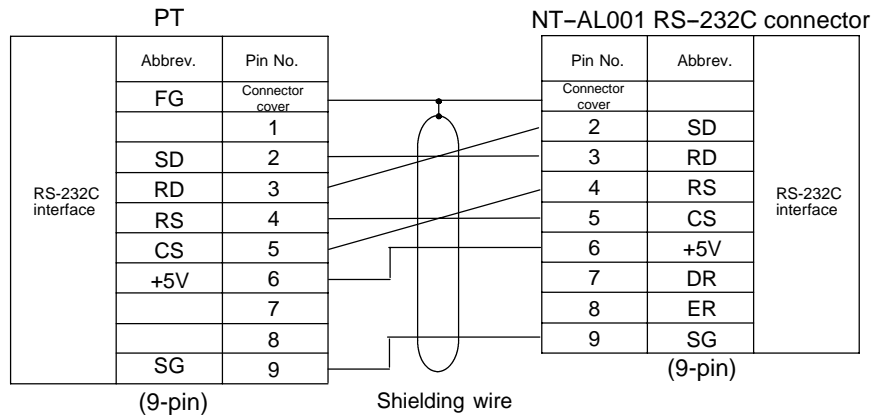 PT
RS-232C
interface
Abbrev. Pin No.
FG Connector
cover
1
SD 2
RD 3
RS 4
CS 5
+5V 6
7
8
SG 9
(9-pin)
Shielding wire
NT–AL001 RS–232C connector
Pin No. Abbrev.
Connector
cover
2 SD
3 RD
4 RS
5 CS
6 +5V
7 DR
8 ER
9 SG
RS-232C
interface
(9-pin)